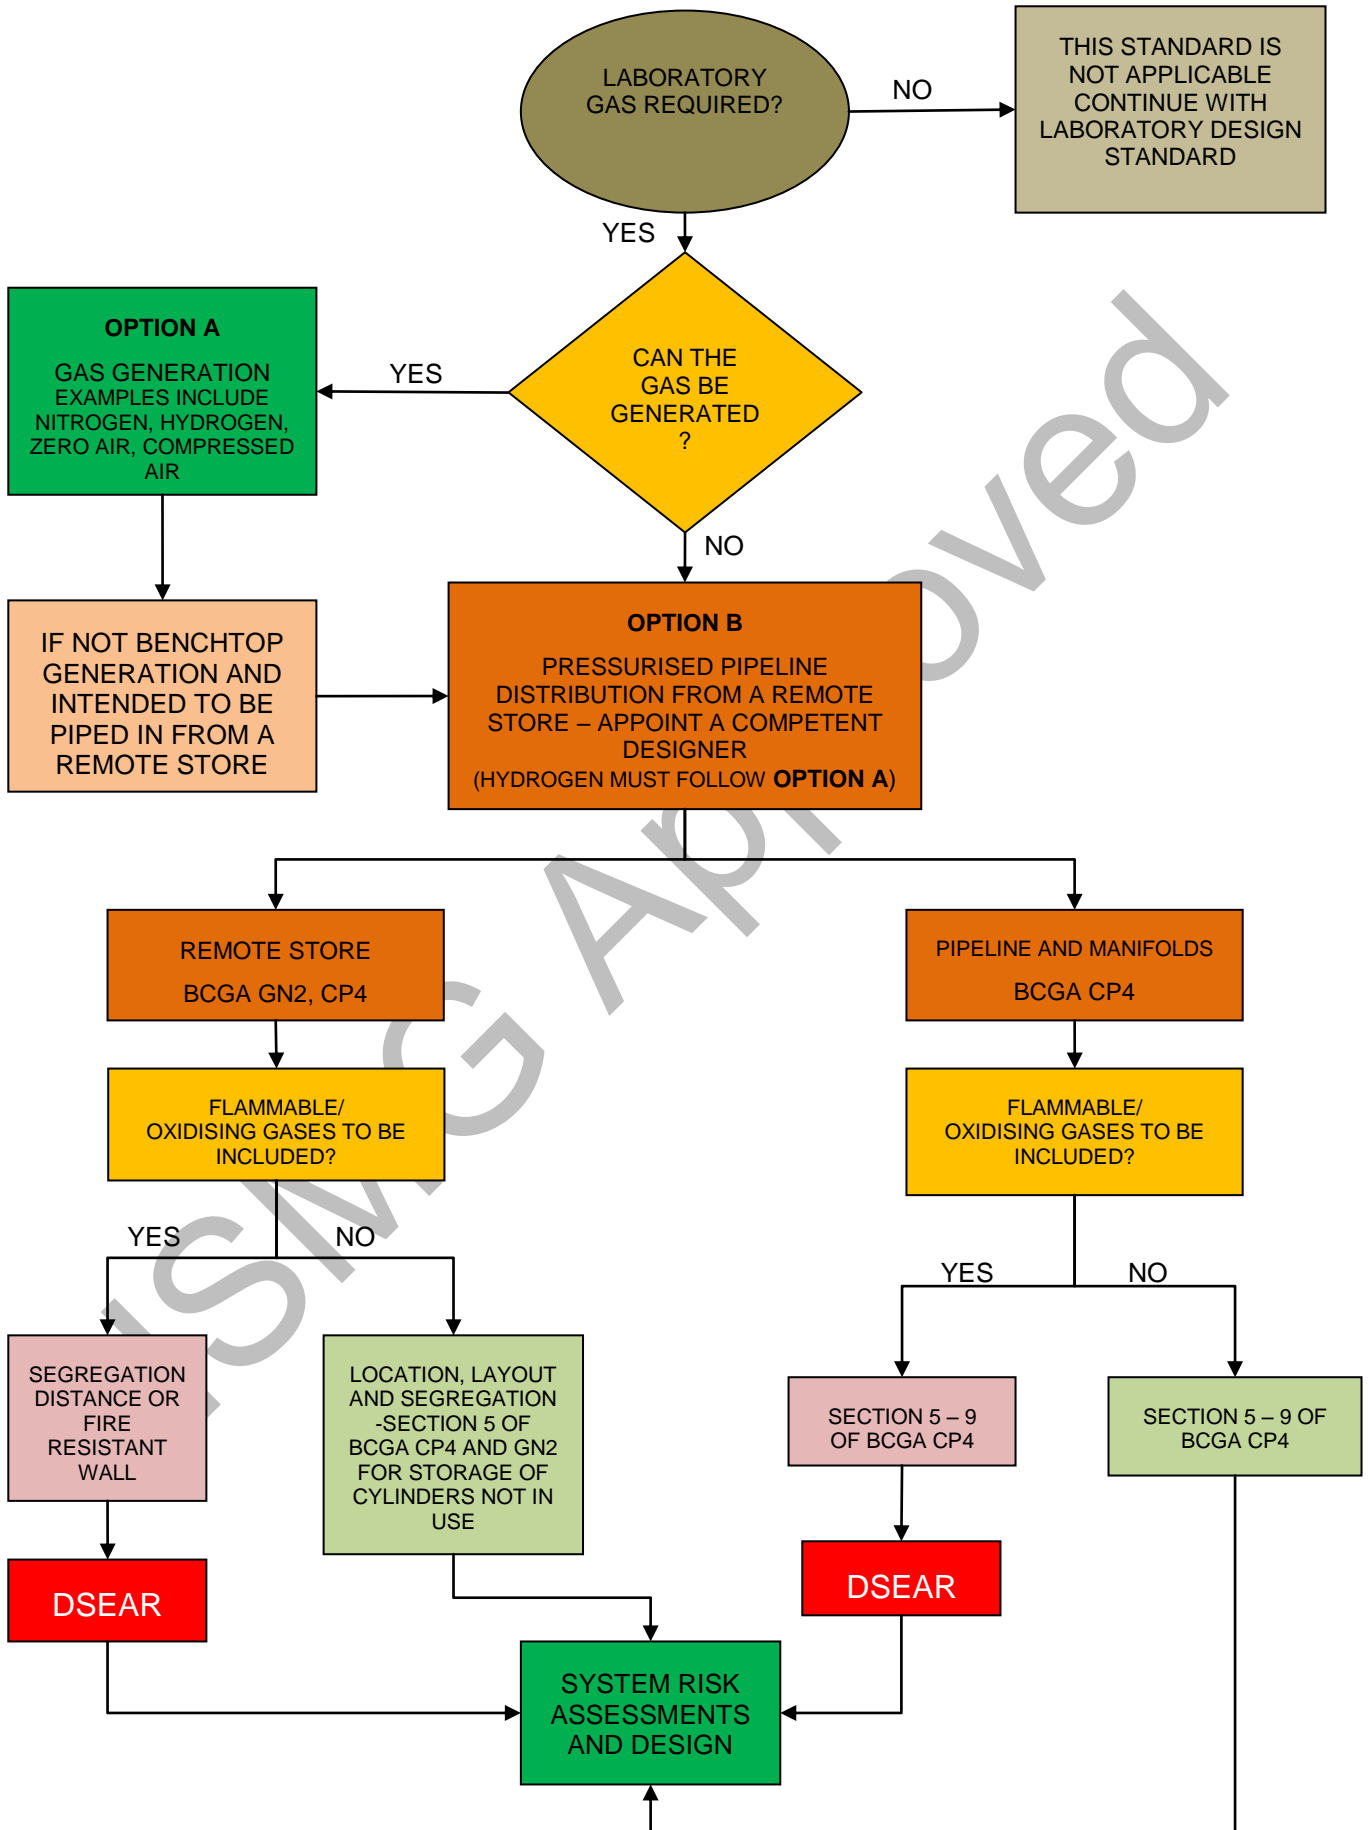 LABORATORY
GAS REQUIRED?
NO
THIS STANDARD IS
NOT APPLICABLE
CONTINUE WITH
LABORATORY DESIGN
STANDARD
YES
CAN THE
GAS BE
GENERATED
?
YES
OPTION A
GAS GENERATION
EXAMPLES INCLUDE
NITROGEN, HYDROGEN,
ZERO AIR, COMPRESSED
AIR
NO
IF NOT BENCHTOP
GENERATION AND
INTENDED TO BE
PIPED IN FROM A
REMOTE STORE
OPTION B
PRESSURISED PIPELINE
DISTRIBUTION FROM A REMOTE
STORE – APPOINT A COMPETENT
DESIGNER
(HYDROGEN MUST FOLLOW OPTION A)
REMOTE STORE
BCGA GN2, CP4
PIPELINE AND MANIFOLDS
BCGA CP4
FLAMMABLE/
OXIDISING GASES TO BE
INCLUDED?
FLAMMABLE/
OXIDISING GASES TO BE
INCLUDED?
YES
NO
YES
NO
SEGREGATION
DISTANCE OR
FIRE
RESISTANT
WALL
LOCATION, LAYOUT
AND SEGREGATION
-SECTION 5 OF
BCGA CP4 AND GN2
FOR STORAGE OF
CYLINDERS NOT IN
USE
SECTION 5 – 9
OF BCGA CP4
SECTION 5 – 9 OF
BCGA CP4
DSEAR
DSEAR
SYSTEM RISK
ASSESSMENTS
AND DESIGN